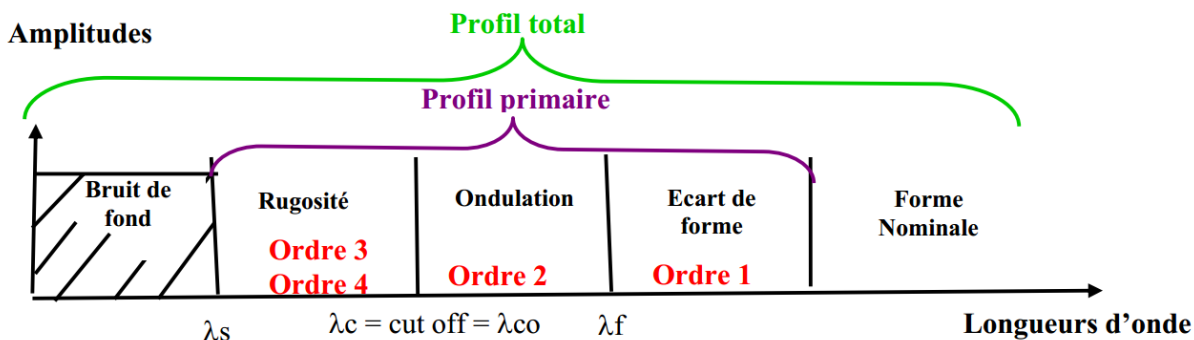 Profil total
Amplitudes
Profil primaire
Bruit de
fond
Rugosité
Ondulation
Ecart de
forme
Forme
Nominale
Ordre 3
Ordre 4
Ordre 2
Ordre 1
λs
λc = cut off = λco
λf
Longueurs d’onde